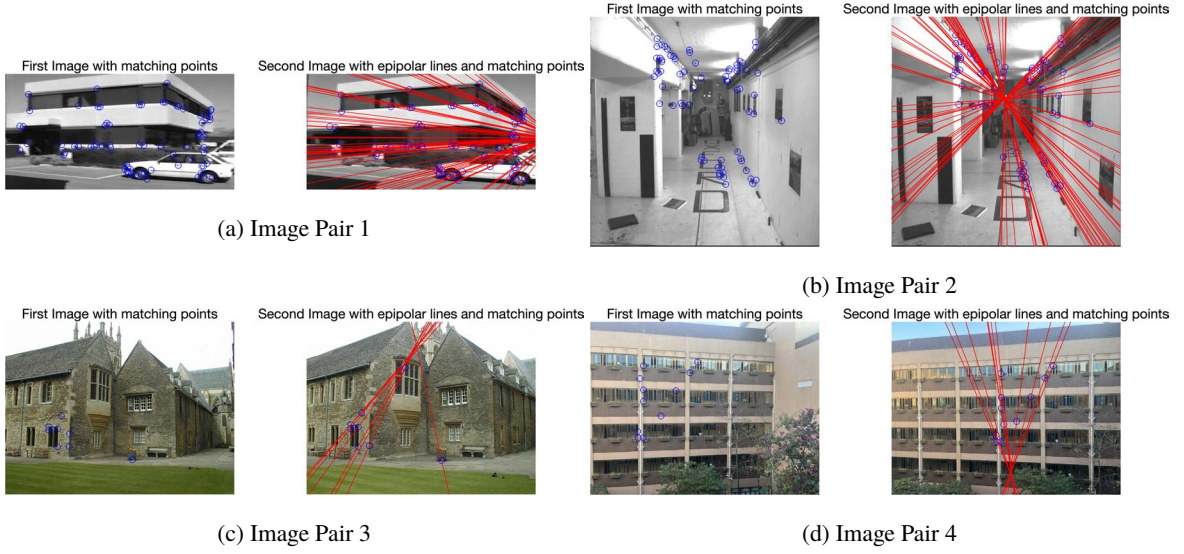 First Image with matching points
Second Image with epipolar lines and matching points
(a) Image Pair 1
First Image with matching points
Second Image with epipolar lines and matching points
(b) Image Pair 2
First Image with matching points
Second Image with epipolar lines and matching points
(c) Image Pair 3
First Image with matching points
Second Image with epipolar lines and matching points
(d) Image Pair 4